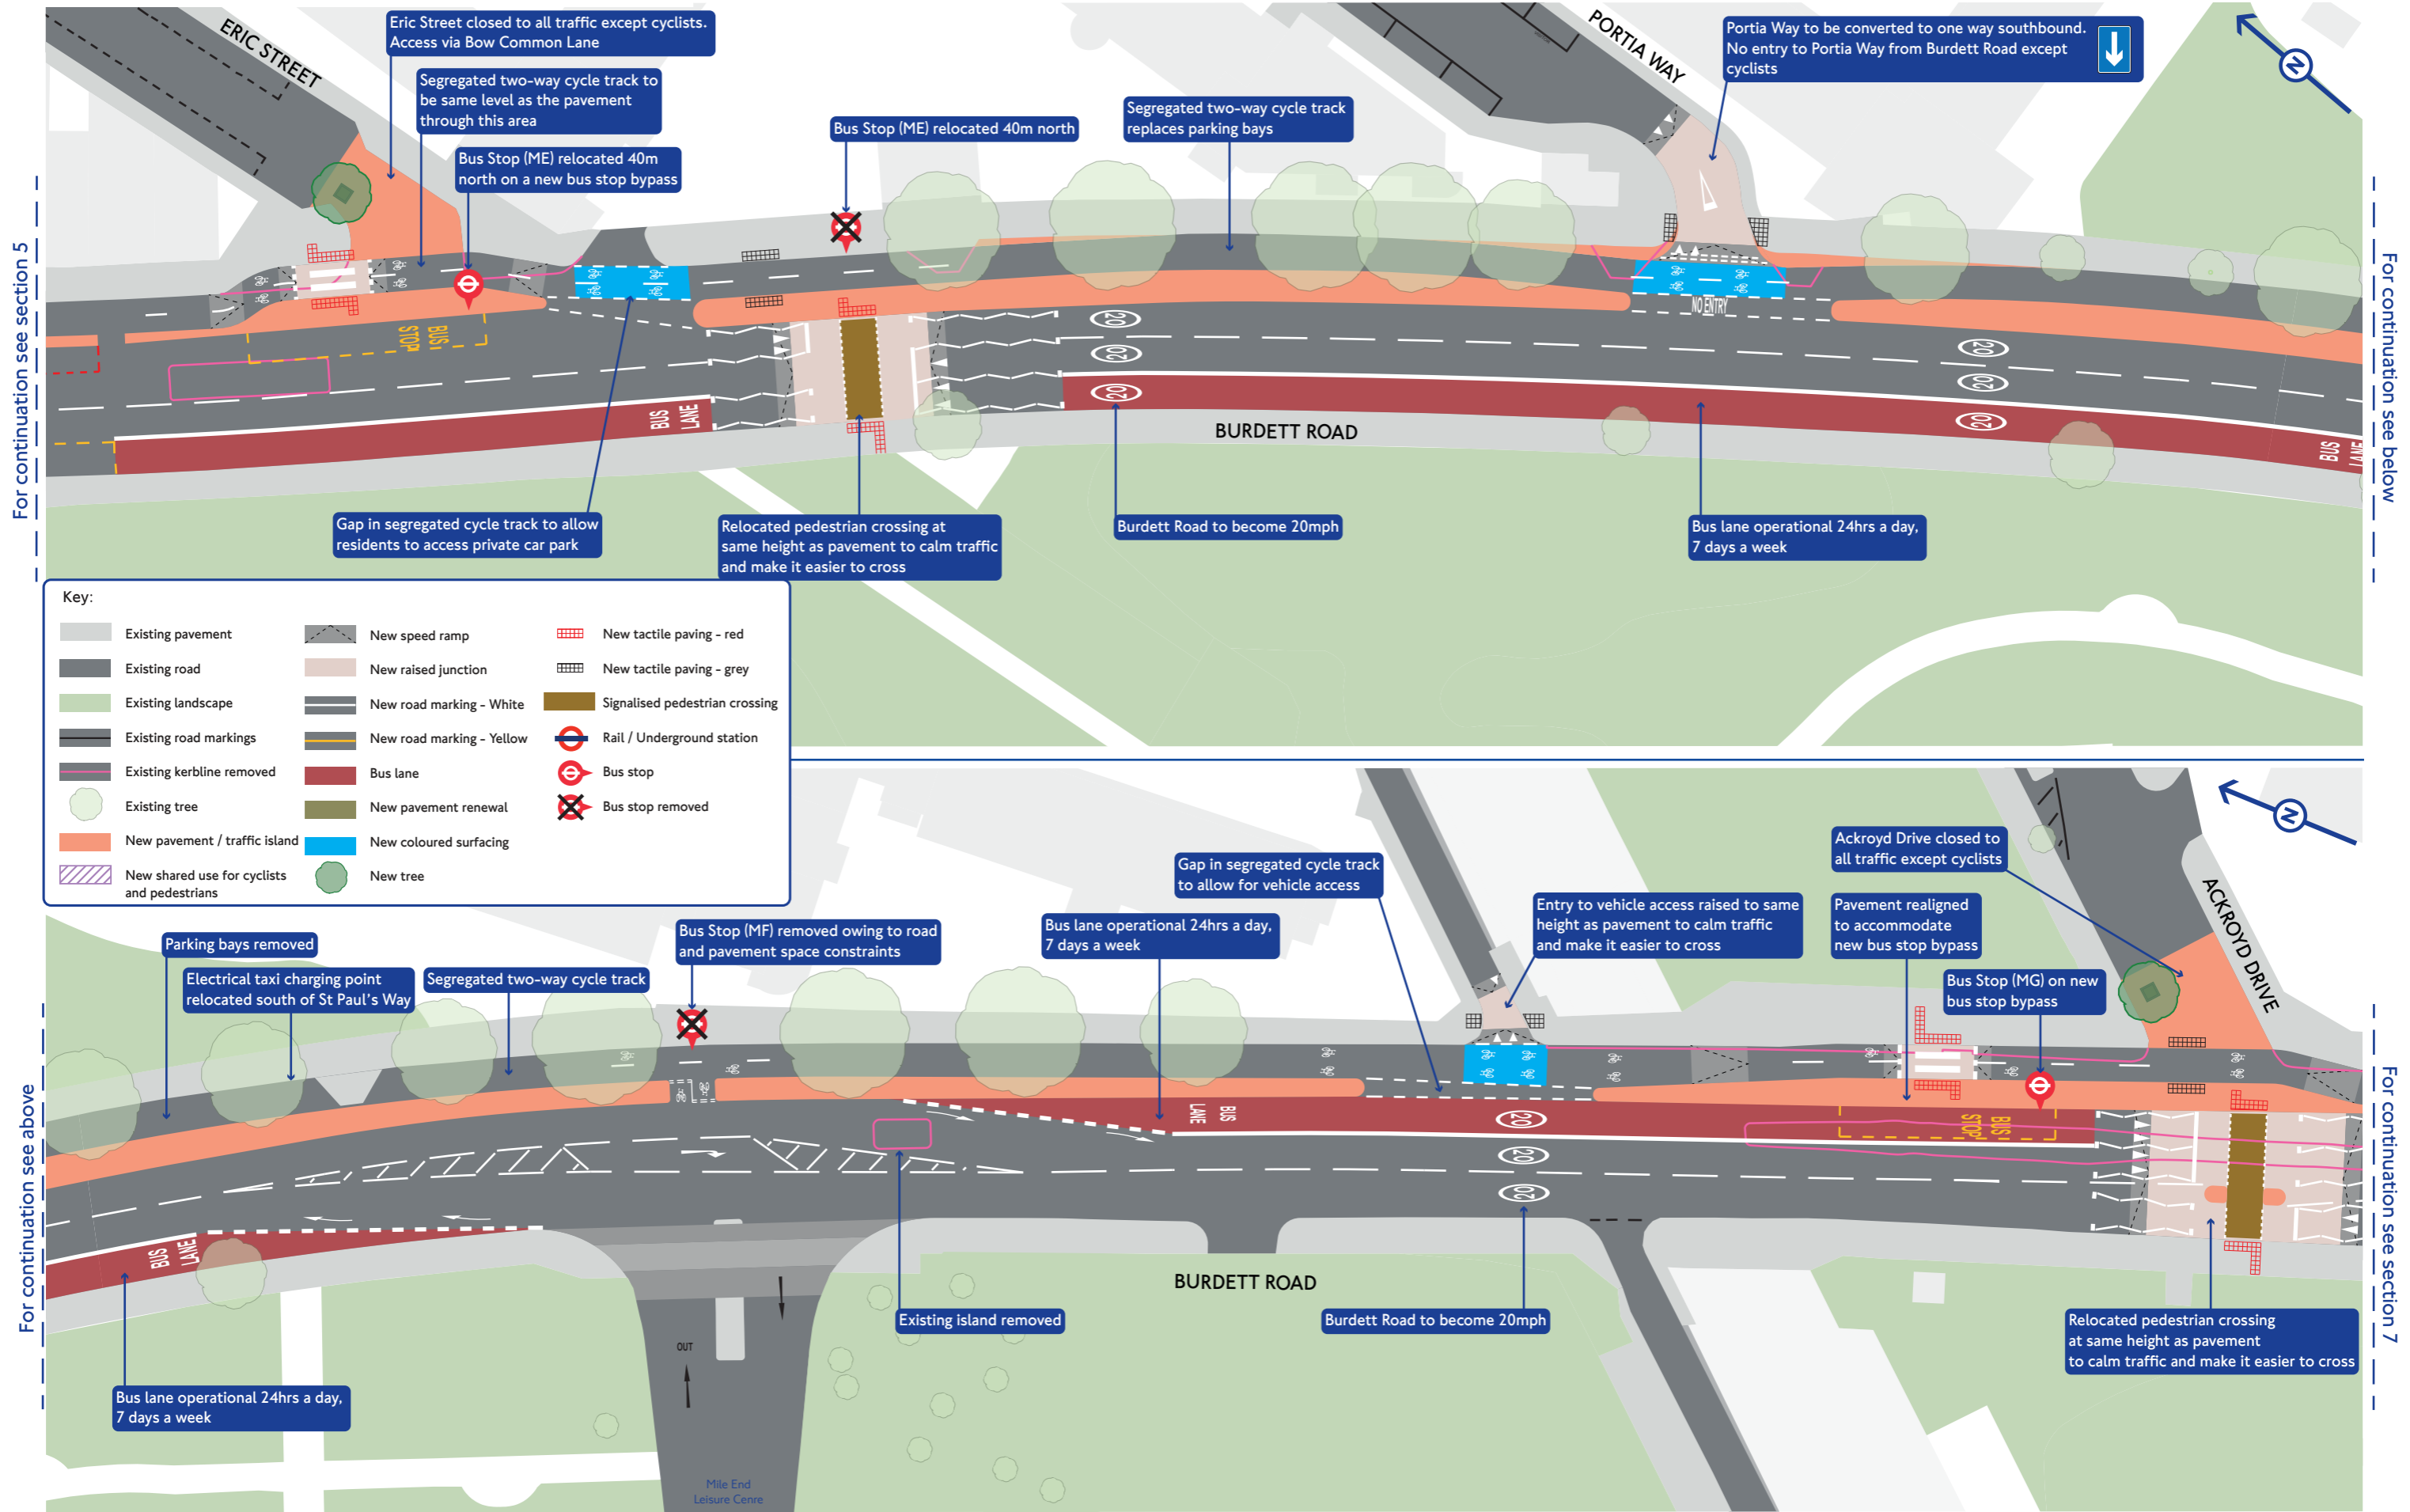 ERIC STREET
Eric Street closed to all traffic except cyclists.
Access via Bow Common Lane
Segregated two-way cycle track to
be same level as the pavement
through this area
Bus Stop (ME) relocated 40m
north on a new bus stop bypass
Bus Stop (ME) relocated 40m north
Segregated two-way cycle track
replaces parking bays
PORTIA WAY
Portia Way to be converted to one way southbound.
No entry to Portia Way from Burdett Road except
cyclists
N
For continuation see section 5
For continuation see below
BUS
STOP
BUS
LANE
NO ENTRY
20
20
20
20
20
20
BUS
LANE
BURDETT ROAD
Gap in segregated cycle track to allow
residents to access private car park
Relocated pedestrian crossing at
same height as pavement to calm traffic
and make it easier to cross
Burdett Road to become 20mph
Bus lane operational 24hrs a day,
7 days a week
Key:
Existing pavement
Existing road
Existing landscape
Existing road markings
Existing kerbline removed
Existing tree
New pavement / traffic island
New shared use for cyclists
and pedestrians
New speed ramp
New raised junction
New road marking - White
New road marking - Yellow
Bus lane
New pavement renewal
New coloured surfacing
New tree
New tactile paving - red
New tactile paving - grey
Signalised pedestrian crossing
Rail / Underground station
Bus stop
Bus stop removed
N
For continuation see above
For continuation see section 7
Parking bays removed
Electrical taxi charging point
relocated south of St Paul's Way
Segregated two-way cycle track
Bus Stop (MF) removed owing to road
and pavement space constraints
Bus lane operational 24hrs a day,
7 days a week
Gap in segregated cycle track
to allow for vehicle access
Entry to vehicle access raised to same
height as pavement to calm traffic
and make it easier to cross
Ackroyd Drive closed to
all traffic except cyclists
Pavement realigned
to accommodate
new bus stop bypass
Bus Stop (MG) on new
bus stop bypass
ACKROYD DRIVE
BUS
LANE
BUS
LANE
20
20
20
BUS
STOP
BURDETT ROAD
Existing island removed
Burdett Road to become 20mph
Relocated pedestrian crossing
at same height as pavement
to calm traffic and make it easier to cross
Bus lane operational 24hrs a day,
7 days a week
OUT
Mile End
Leisure Cenre